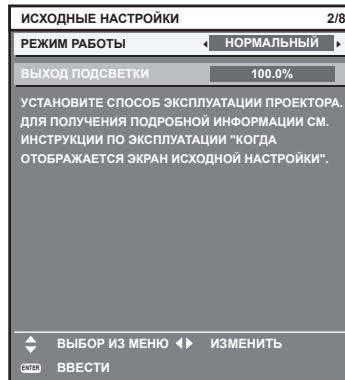 ИСХОДНЫЕ НАСТРОЙКИ 2/8
РЕЖИМ РАБОТЫ НОРМАЛЬНЫЙ
ВЫХОД ПОДСВЕТКИ 100.0%
УСТАНОВИТЕ СПОСОБ ЭКСПЛУАТАЦИИ ПРОЕКТОРА.
ДЛЯ ПОЛУЧЕНИЯ ПОДРОБНОЙ ИНФОРМАЦИИ СМ.
ИНСТРУКЦИИ ПО ЭКСПЛУАТАЦИИ "КОГДА
ОТОБРАЖАЕТСЯ ЭКРАН ИСХОДНОЙ НАСТРОЙКИ".
ВЫБОР ИЗ МЕНЮ ИЗМЕНИТЬ
ENTER ВВЕСТИ